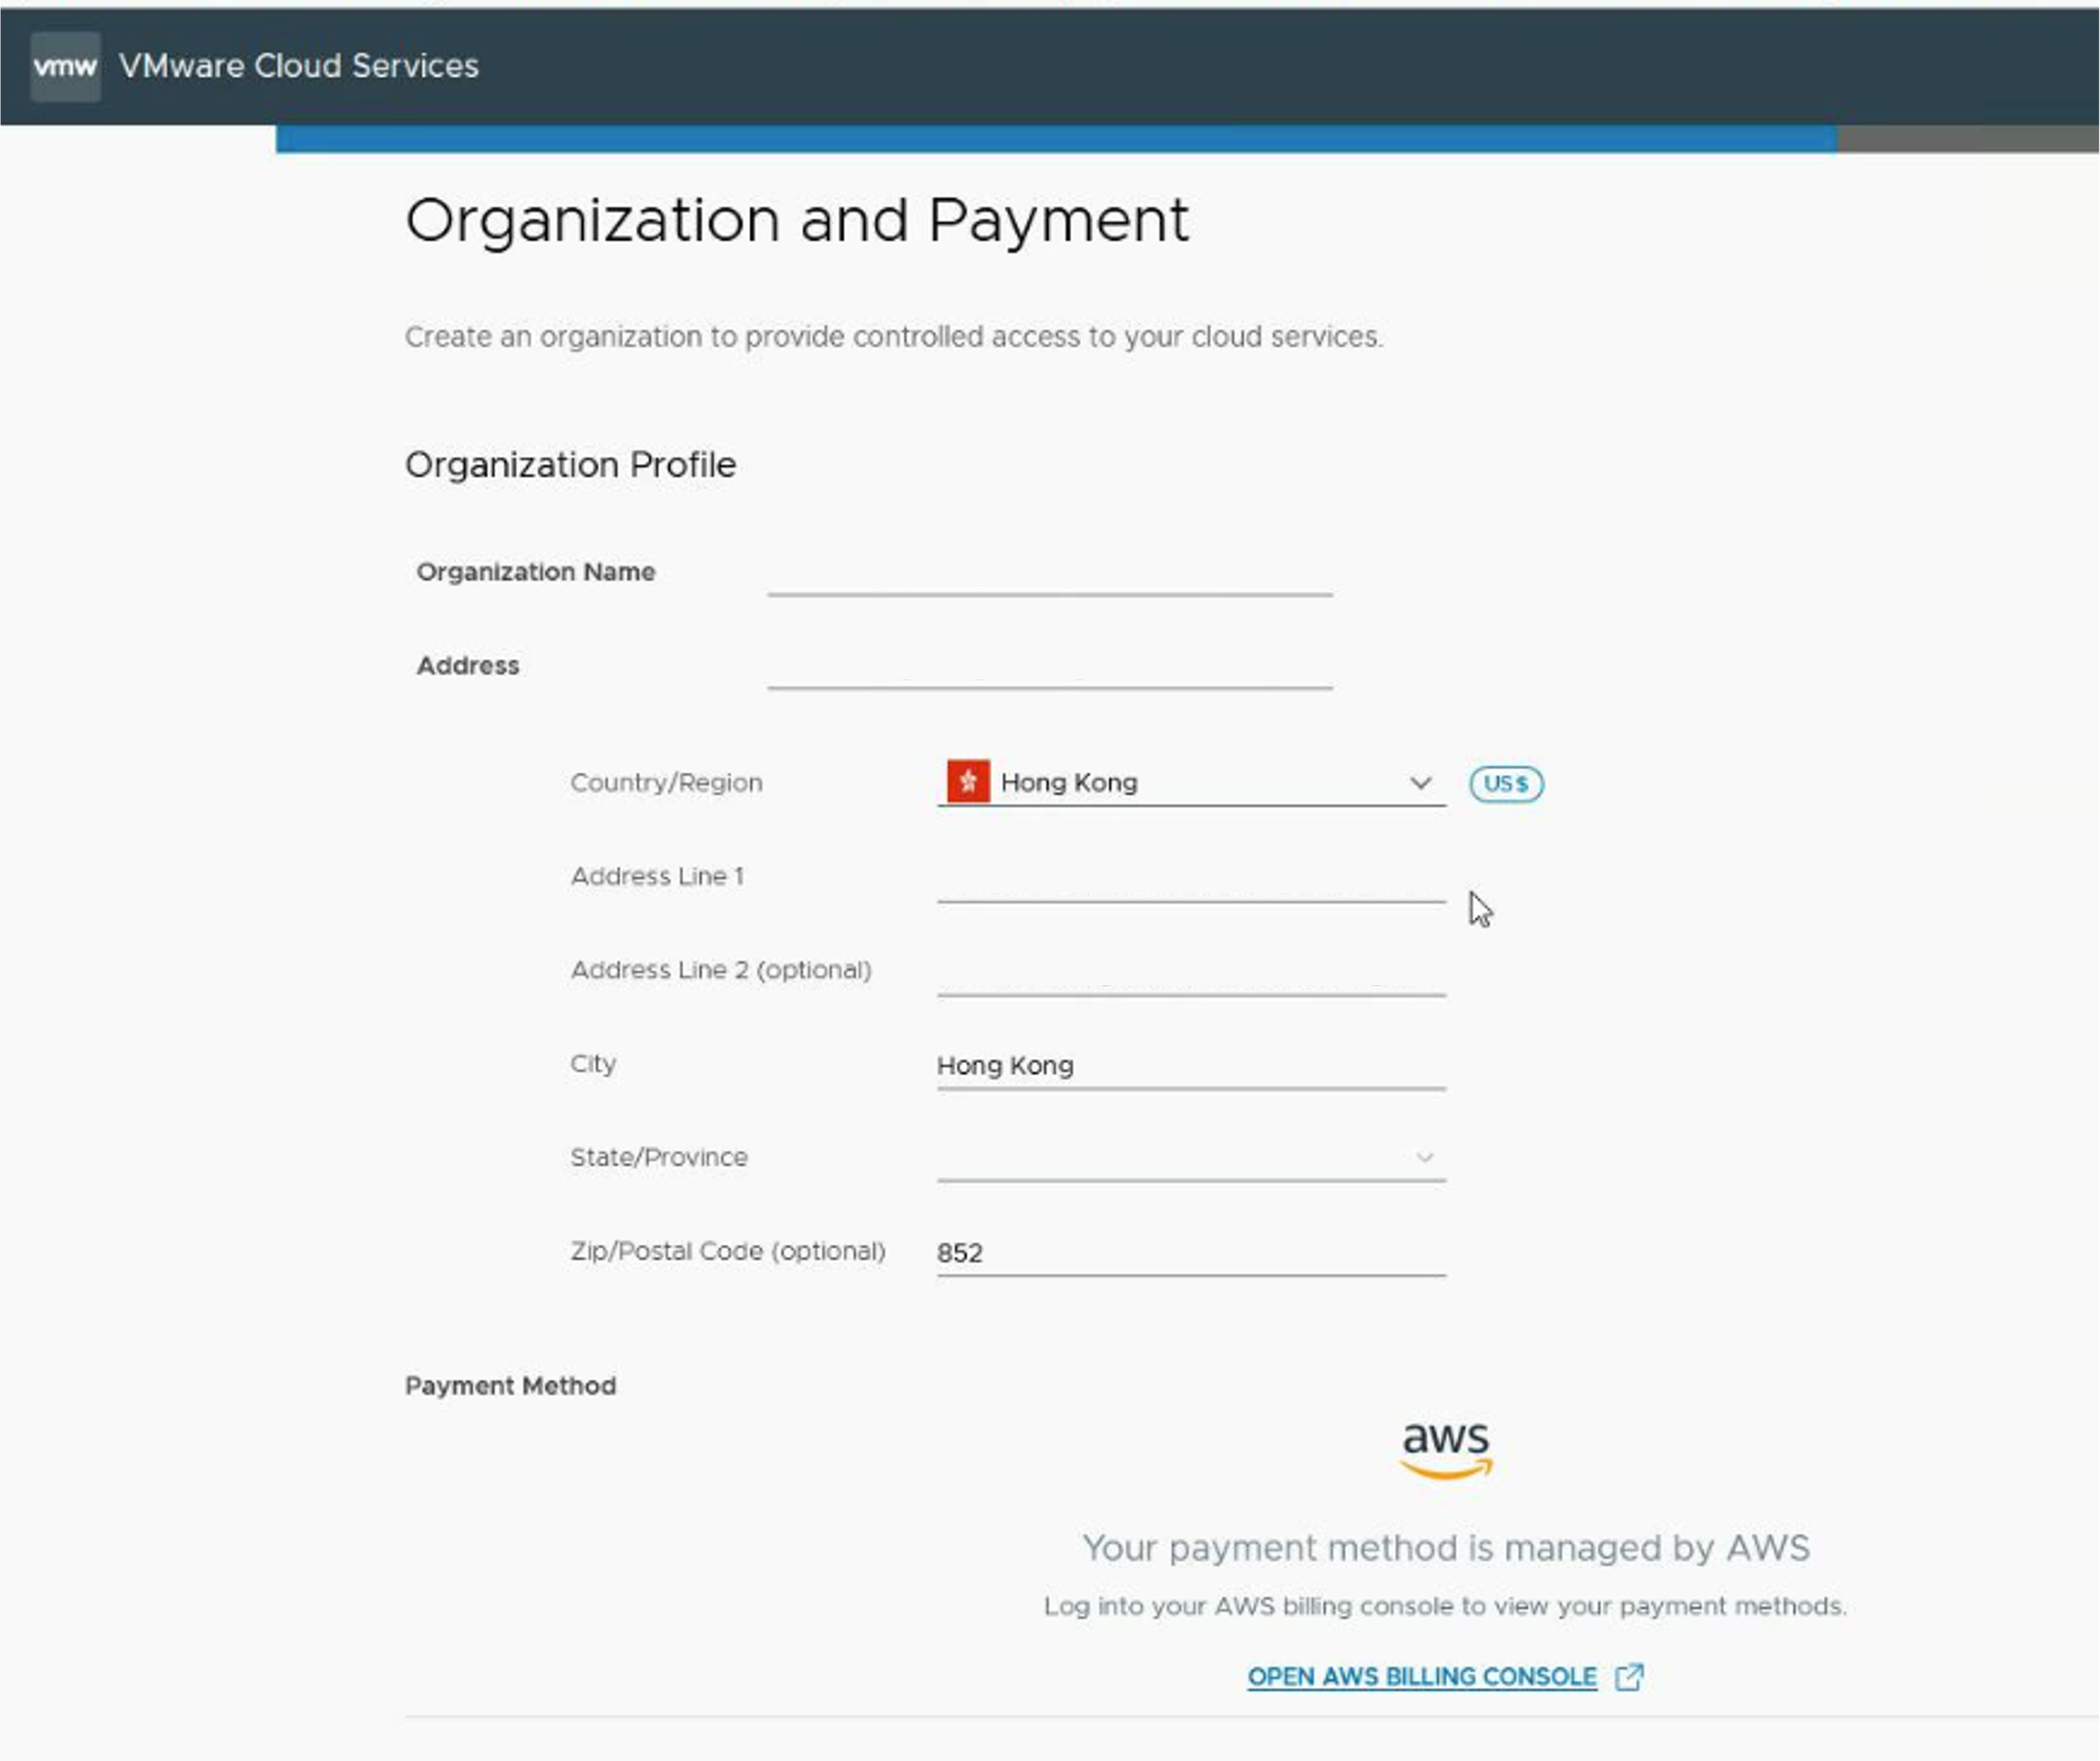 vmw VMware Cloud Services
Organization and Payment
Create an organization to provide controlled access to your cloud services.
Organization Profile
Organization Name
Address
Country/Region Hong Kong US$
Address Line 1
Address Line 2 (optional)
City Hong Kong
State/Province
Zip/Postal Code (optional) 852
Payment Method
aws
Your payment method is managed by AWS
Log into your AWS billing console to view your payment methods.
OPEN AWS BILLING CONSOLE